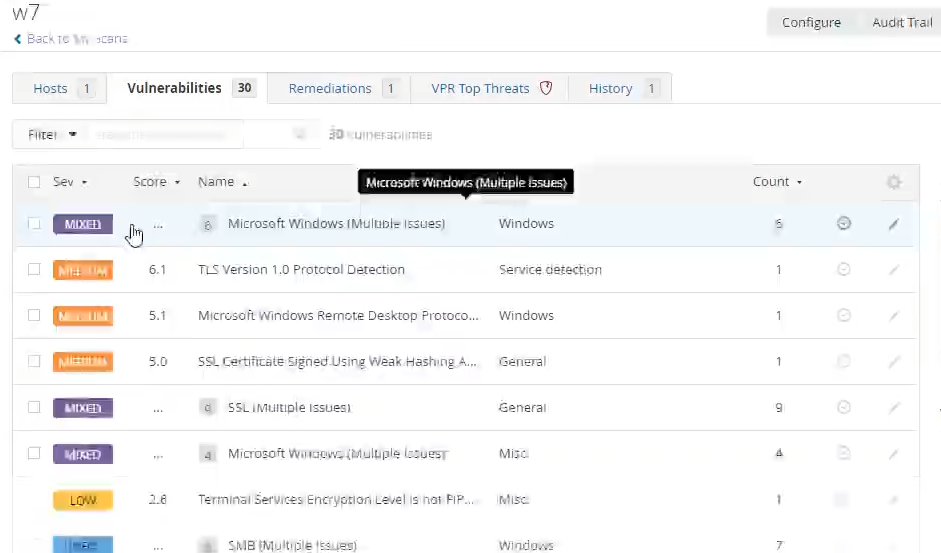 w7
Configure Audit Trail
Back to My Scans
Hosts 1 Vulnerabilities 30 Remediations 1 VPR Top Threats History 1
Filter 30 vulnerabilities
Sev Score Name Microsoft Windows (Multiple Issues) Count
MIXED ... 6 Microsoft Windows (Multiple Issues) Windows 6
MEDIUM 6.1 TLS Version 1.0 Protocol Detection Service detection 1
MEDIUM 5.1 Microsoft Windows Remote Desktop Protoco... Windows 1
MEDIUM 5.0 SSL Certificate Signed Using Weak Hashing A... General 1
MIXED ... 9 SSL (Multiple Issues) General 9
MIXED ... 4 Microsoft Windows (Multiple Issues) Misc. 4
LOW 2.6 Terminal Services Encryption Level is not FIP... Misc. 1
INFO ... SMB (Multiple Issues) Windows 7